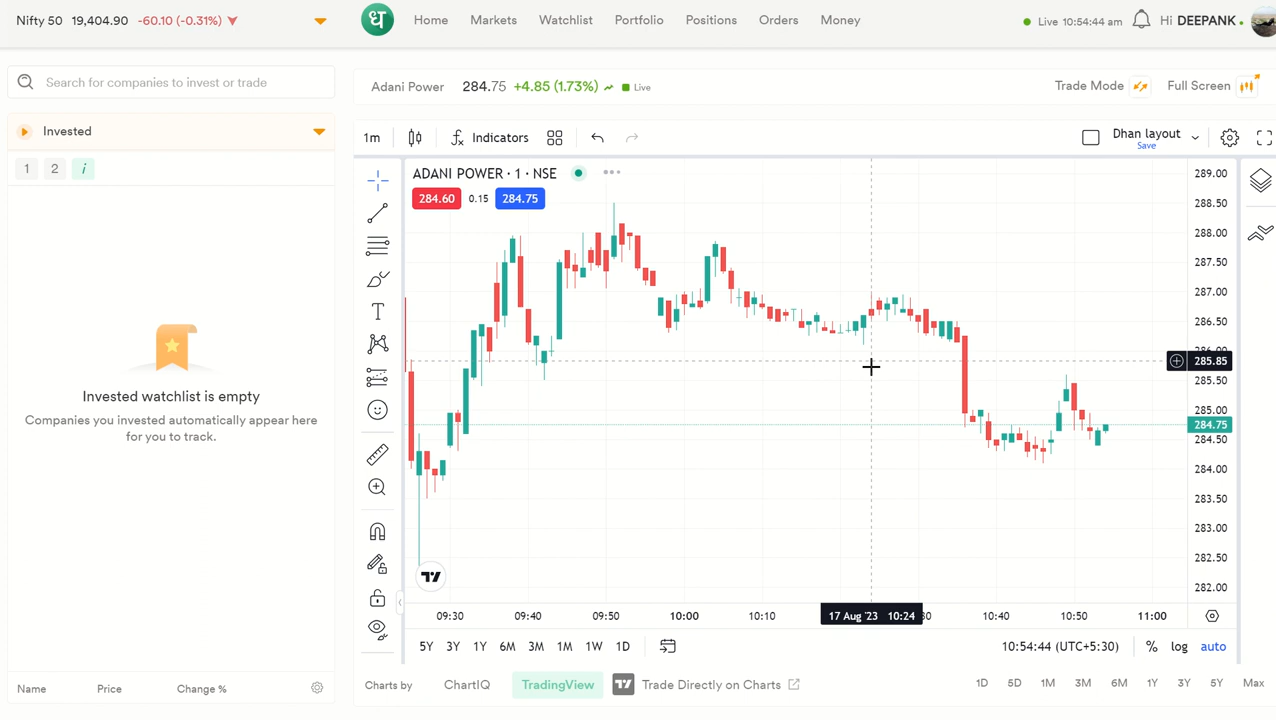 Nifty 50 19,404.90 -60.10 (-0.31%)
ध Home Markets Watchlist Portfolio Positions Orders Money
Live 10:54:44 am Hi DEEPANK
Search for companies to invest or trade
Adani Power 284.75 +4.85 (1.73%) Live Trade Mode Full Screen
Invested
1m Indicators Dhan layout
Save
1 2 i
ADANI POWER · 1 · NSE
284.60 0.15 284.75
289.00
288.50
288.00
287.50
287.00
286.50
285.85
285.50
285.00
284.75
284.50
284.00
283.50
283.00
282.50
282.00
Invested watchlist is empty
Companies you invested automatically appear here
for you to track.
09:30 09:40 09:50 10:00 10:10 17 Aug '23 10:24 10:40 10:50 11:00
5Y 3Y 1Y 6M 3M 1M 1W 1D 10:54:44 (UTC+5:30) % log auto
Name Price Change %
Charts by ChartIQ TradingView Trade Directly on Charts 1D 5D 1M 3M 6M 1Y 3Y 5Y Max